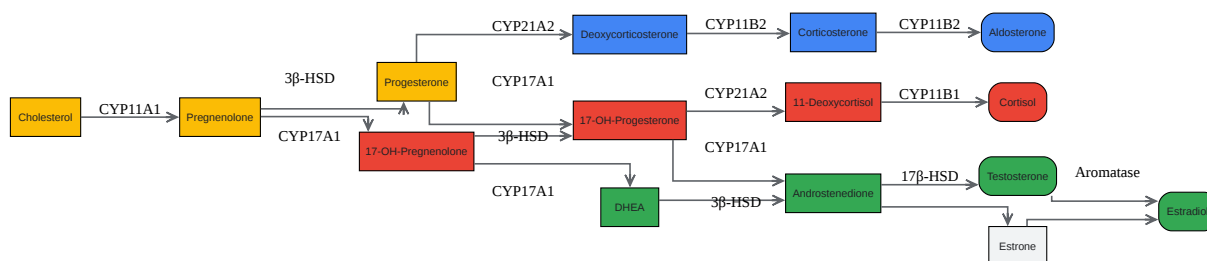 CYP21A2
Deoxycorticosterone
CYP11B2
Corticosterone
CYP11B2
Aldosterone
3β-HSD
Progesterone
CYP17A1
Cholesterol
CYP11A1
Pregnenolone
CYP17A1
17-OH-Pregnenolone
3β-HSD
17-OH-Progesterone
CYP21A2
11-Deoxycortisol
CYP11B1
Cortisol
CYP17A1
CYP17A1
DHEA
3β-HSD
Androstenedione
17β-HSD
Testosterone
Aromatase
Estrone
Estradiol